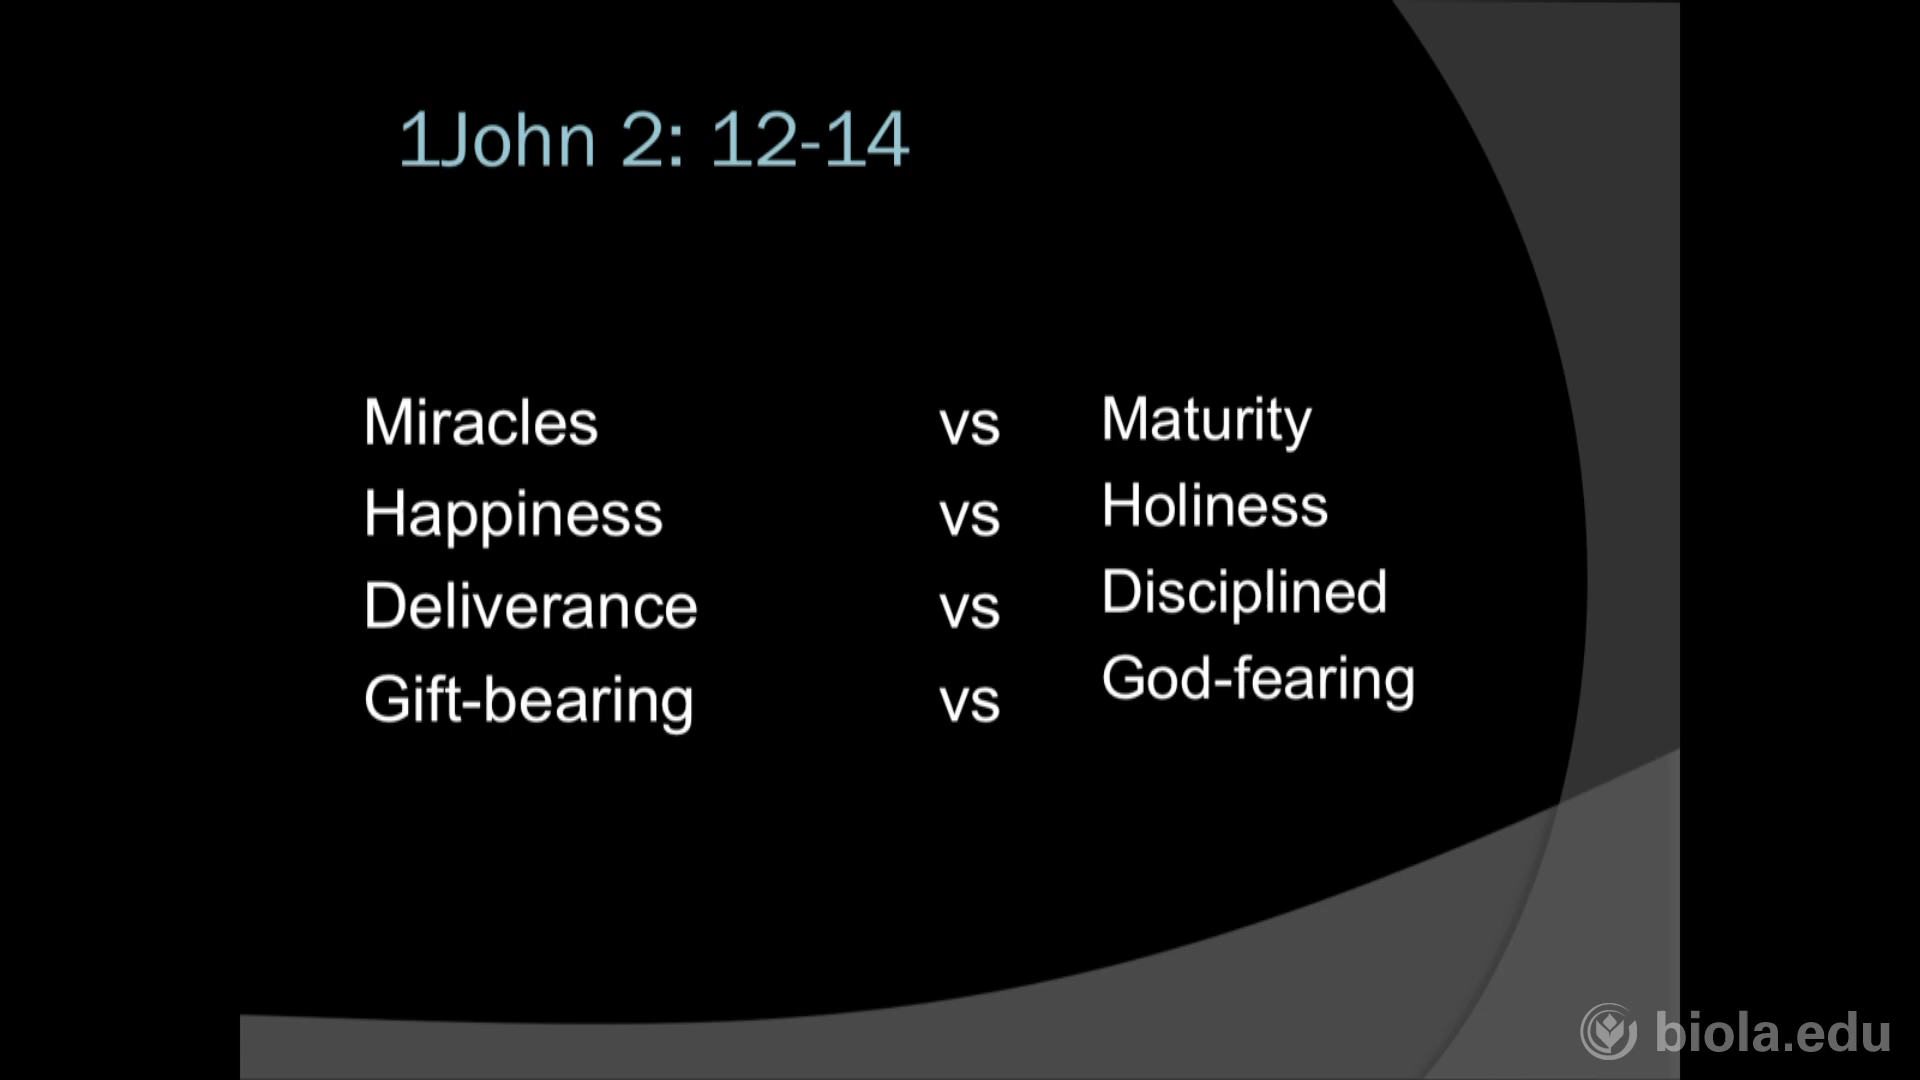 1John 2: 12-14
Miracles vs Maturity
Happiness vs Holiness
Deliverance vs Disciplined
Gift-bearing vs God-fearing
biola.edu